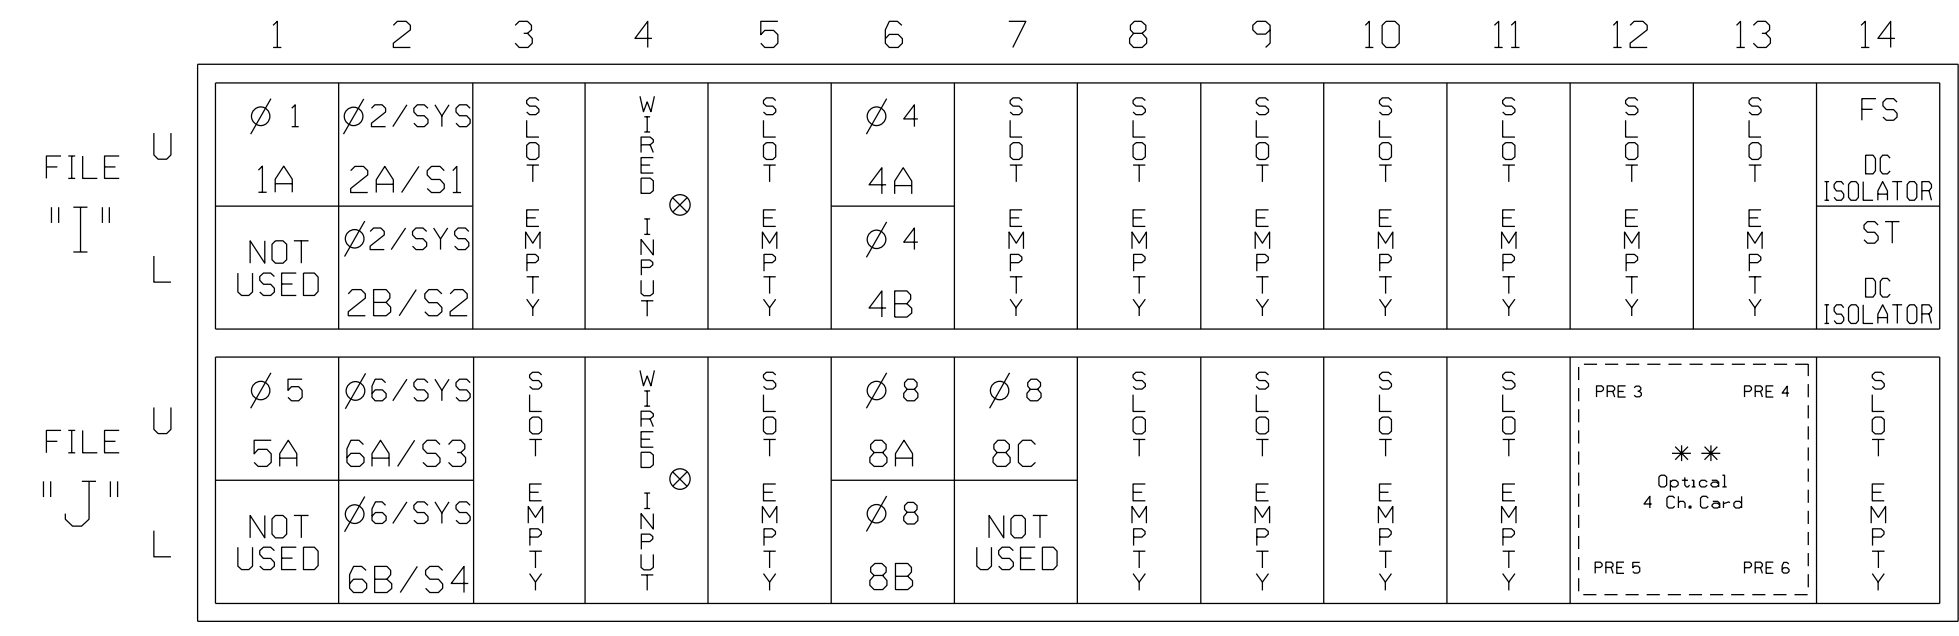 1 2 3 4 5 6 7 8 9 10 11 12 13 14
FILE "I"
U
L
Ø 1
1A
NOT USED
Ø2/SYS
2A/S1
Ø2/SYS
2B/S2
SLOT EMPTY
WIRED INPUT
SLOT EMPTY
Ø 4
4A
Ø 4
4B
SLOT EMPTY
SLOT EMPTY
SLOT EMPTY
SLOT EMPTY
SLOT EMPTY
SLOT EMPTY
SLOT EMPTY
FS
DC
ISOLATOR
ST
DC
ISOLATOR
FILE "J"
U
L
Ø 5
5A
NOT USED
Ø6/SYS
6A/S3
Ø6/SYS
6B/S4
SLOT EMPTY
WIRED INPUT
SLOT EMPTY
Ø 8
8A
Ø 8
8B
Ø 8
8C
NOT USED
SLOT EMPTY
SLOT EMPTY
SLOT EMPTY
SLOT EMPTY
PRE 3 PRE 4
**
Optical
4 Ch. Card
PRE 5 PRE 6
SLOT EMPTY